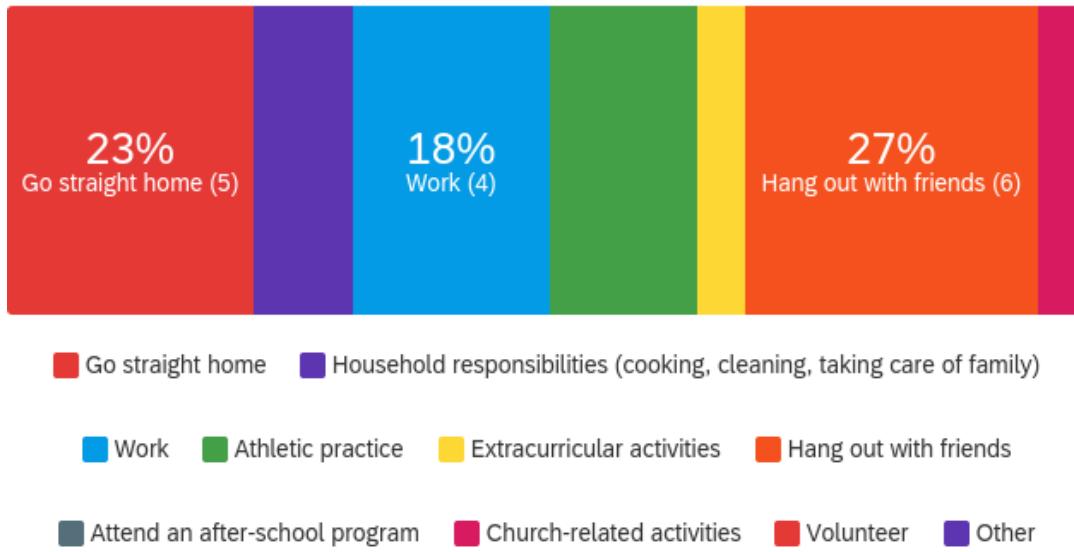 23%
Go straight home (5)
18%
Work (4)
27%
Hang out with friends (6)
Go straight home
Household responsibilities (cooking, cleaning, taking care of family)
Work
Athletic practice
Extracurricular activities
Hang out with friends
Attend an after-school program
Church-related activities
Volunteer
Other